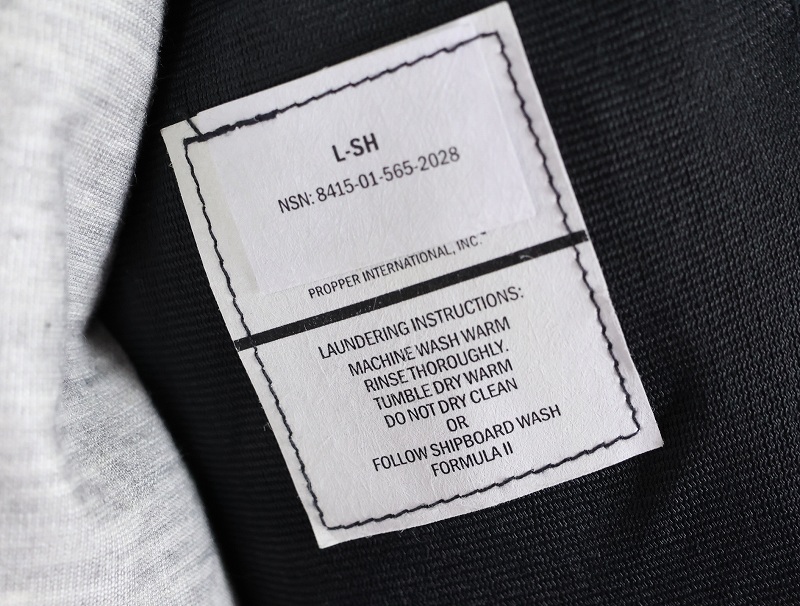 L-SH
NSN: 8415-01-565-2028
PROPPER INTERNATIONAL, INC.
LAUNDERING INSTRUCTIONS:
MACHINE WASH WARM
RINSE THOROUGHLY.
TUMBLE DRY WARM
DO NOT DRY CLEAN
OR
FOLLOW SHIPBOARD WASH
FORMULA II